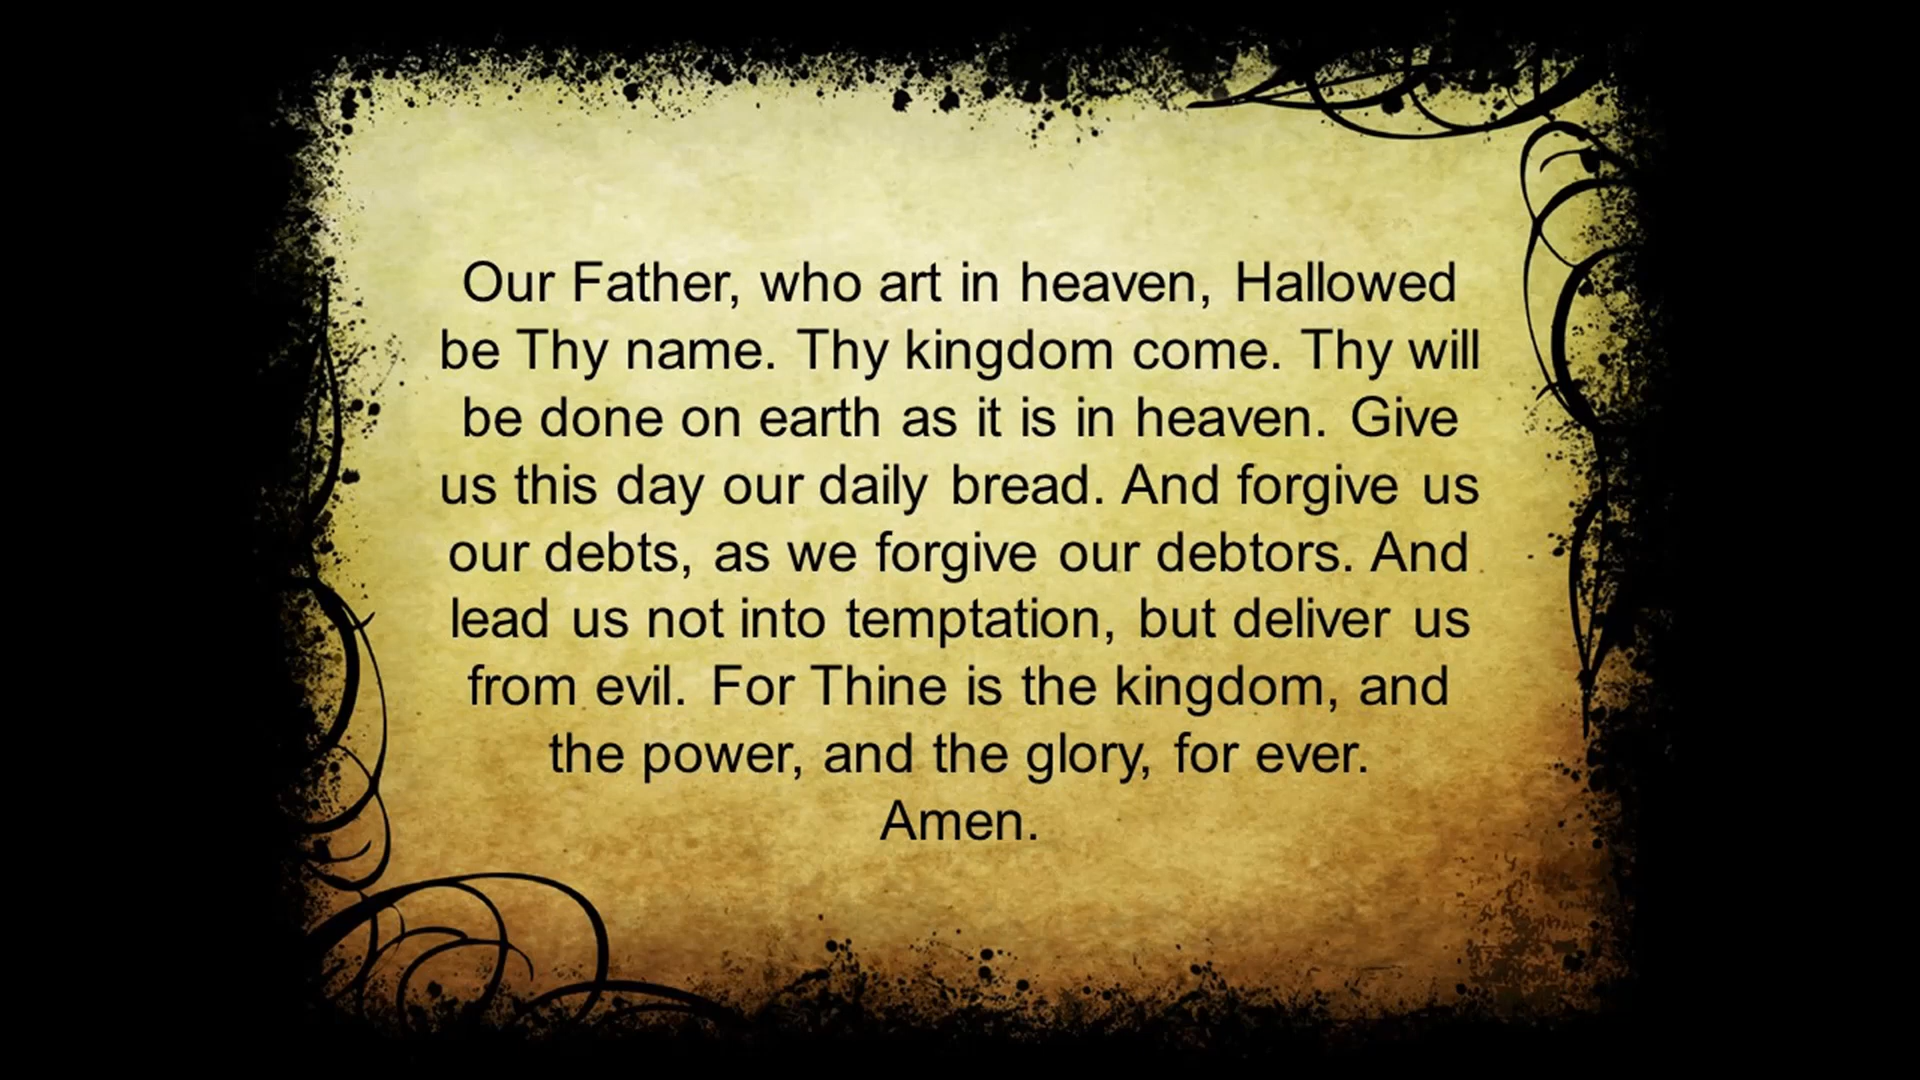 Our Father, who art in heaven, Hallowed
be Thy name. Thy kingdom come. Thy will
be done on earth as it is in heaven. Give
us this day our daily bread. And forgive us
our debts, as we forgive our debtors. And
lead us not into temptation, but deliver us
from evil. For Thine is the kingdom, and
the power, and the glory, for ever.
Amen.